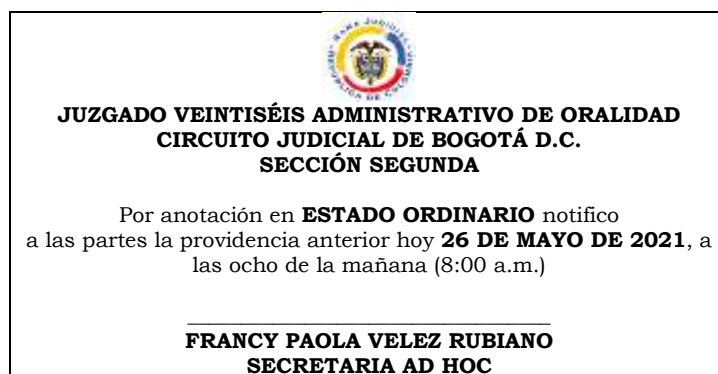 JUZGADO VEINTISÉIS ADMINISTRATIVO DE ORALIDAD
CIRCUITO JUDICIAL DE BOGOTÁ D.C.
SECCIÓN SEGUNDA
Por anotación en ESTADO ORDINARIO notifico
a las partes la providencia anterior hoy 26 DE MAYO DE 2021, a
las ocho de la mañana (8:00 a.m.)
FRANCY PAOLA VELEZ RUBIANO
SECRETARIA AD HOC